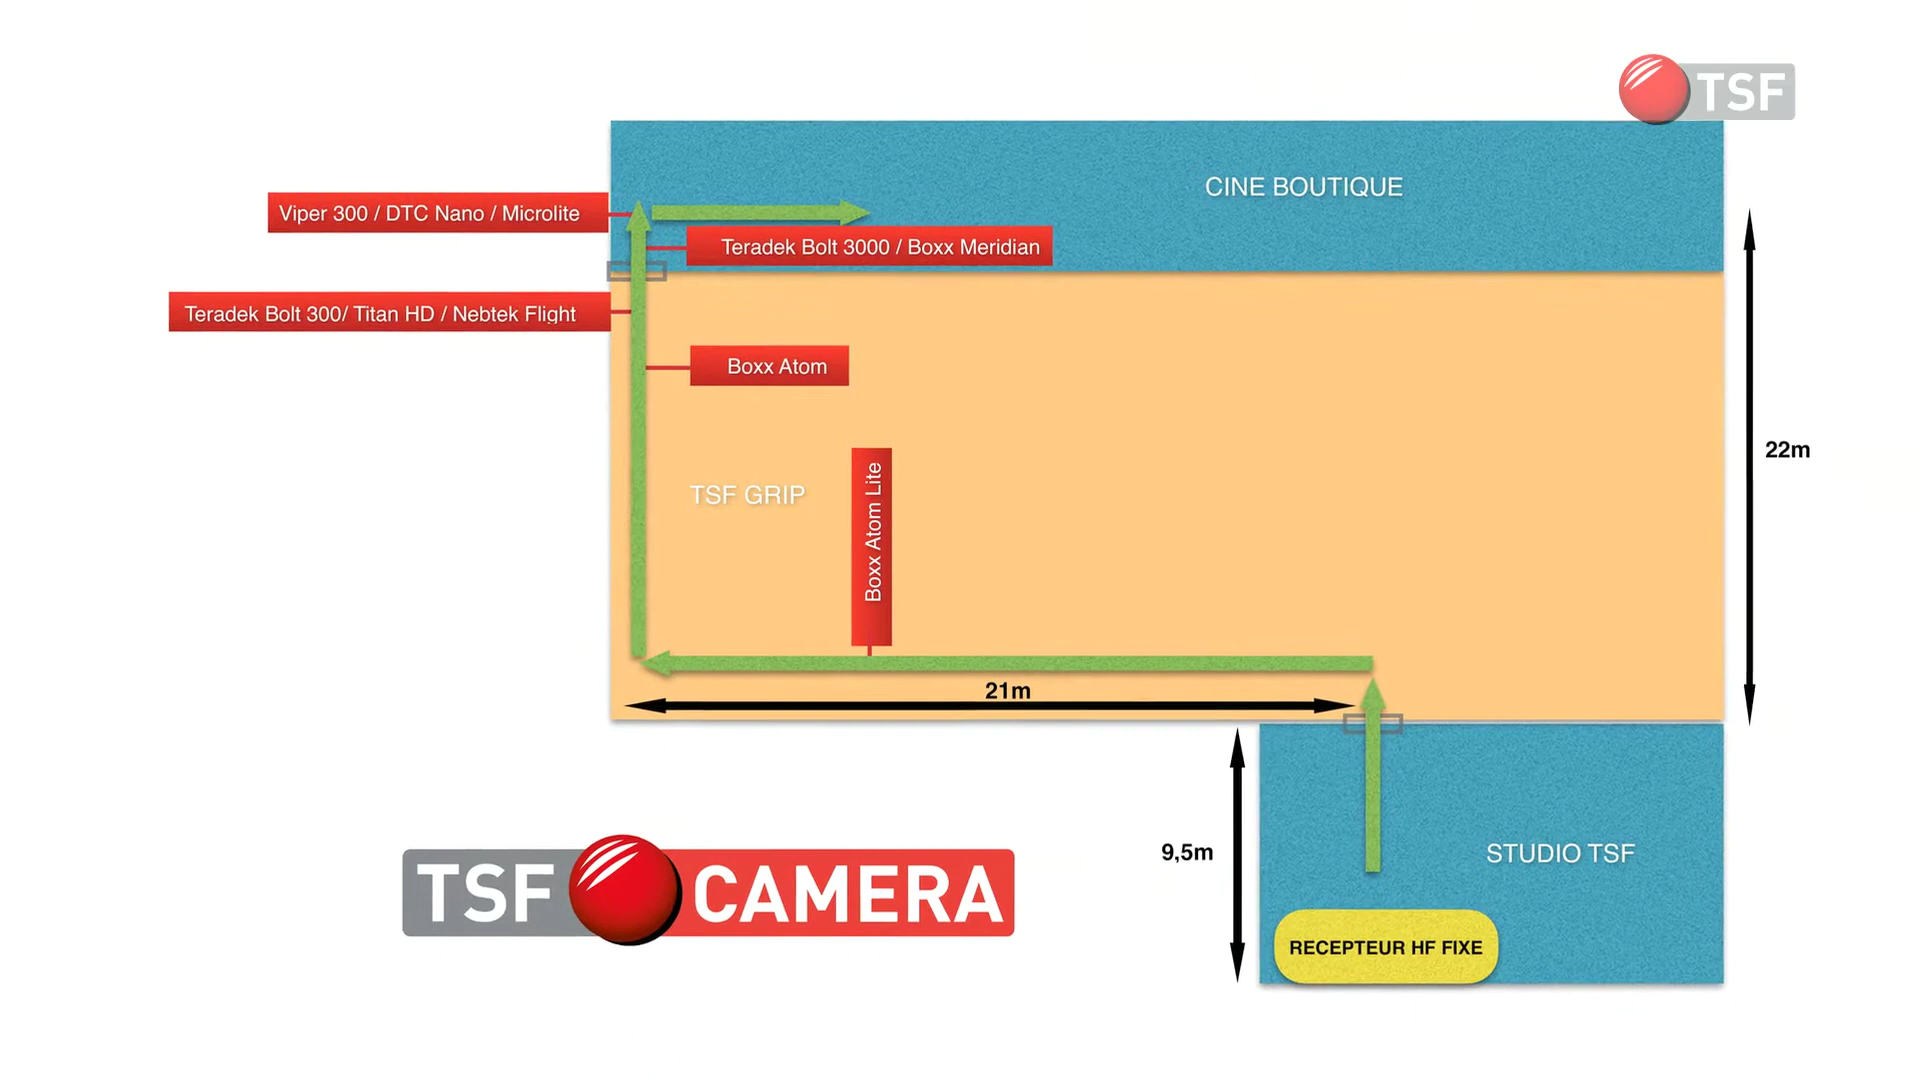 TSF
CINE BOUTIQUE
Viper 300 / DTC Nano / Microlite
Teradek Bolt 3000 / Boxx Meridian
Teradek Bolt 300/ Titan HD / Nebtek Flight
Boxx Atom
22m
TSF GRIP
Boxx Atom Lite
21m
9,5m
STUDIO TSF
TSF CAMERA
RECEPTEUR HF FIXE